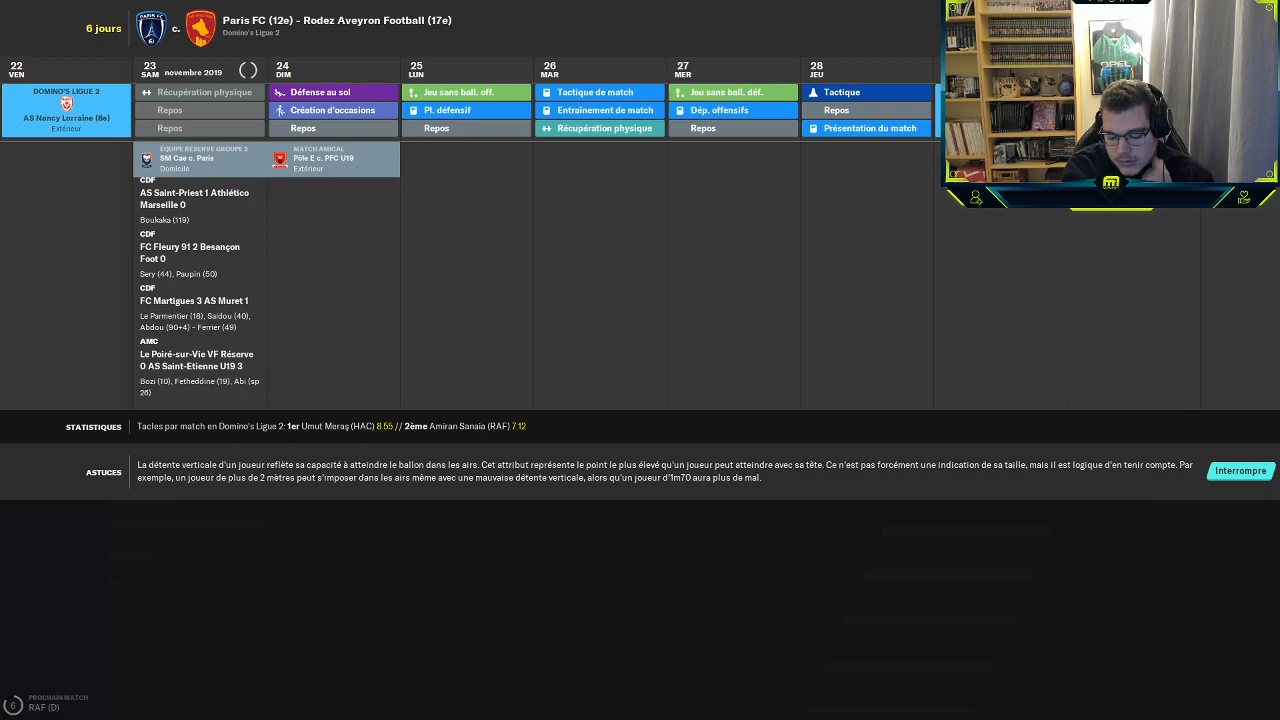 6 jours
PARIS FC
c.
Paris FC (12e) - Rodez Aveyron Football (17e)
Domino's Ligue 2
22
VEN
23
SAM
novembre 2019
24
DIM
25
LUN
26
MAR
27
MER
28
JEU
DOMINO'S LIGUE 2
AS Nancy Lorraine (8e)
Extérieur
Récupération physique
Repos
Repos
Défense au sol
Création d'occasions
Repos
Jeu sans ball. off.
Pl. défensif
Repos
Tactique de match
Entraînement de match
Récupération physique
Jeu sans ball. déf.
Dép. offensifs
Repos
Tactique
Repos
Présentation du match
ÉQUIPE RÉSERVE GROUPE 2
SM Cae c. Paris
Domicile
MATCH AMICAL
Pôle E c. PFC U19
Extérieur
CDF
AS Saint-Priest 1 Athlético
Marseille 0
Boukaka (119)
CDF
FC Fleury 91 2 Besançon
Foot 0
Sery (44), Paupin (50)
CDF
FC Martigues 3 AS Muret 1
Le Parmentier (18), Saidou (40),
Abdou (90+4) - Ferrier (49)
AMC
Le Poiré-sur-Vie VF Réserve
0 AS Saint-Etienne U19 3
Bozi (10), Fetheddine (19), Abi (sp
26)
OPEL
STATISTIQUES
Tacles par match en Domino's Ligue 2: 1er Umut Meraş (HAC) 8.55 // 2ème Amiran Sanaia (RAF) 7.12
ASTUCES
La détente verticale d'un joueur reflète sa capacité à atteindre le ballon dans les airs. Cet attribut représente le point le plus élevé qu'un joueur peut atteindre avec sa tête. Ce n'est pas forcément une indication de sa taille, mais il est logique d'en tenir compte. Par
exemple, un joueur de plus de 2 mètres peut s'imposer dans les airs même avec une mauvaise détente verticale, alors qu'un joueur d'1m70 aura plus de mal.
Interrompre
6
PROCHAIN MATCH
RAF (D)